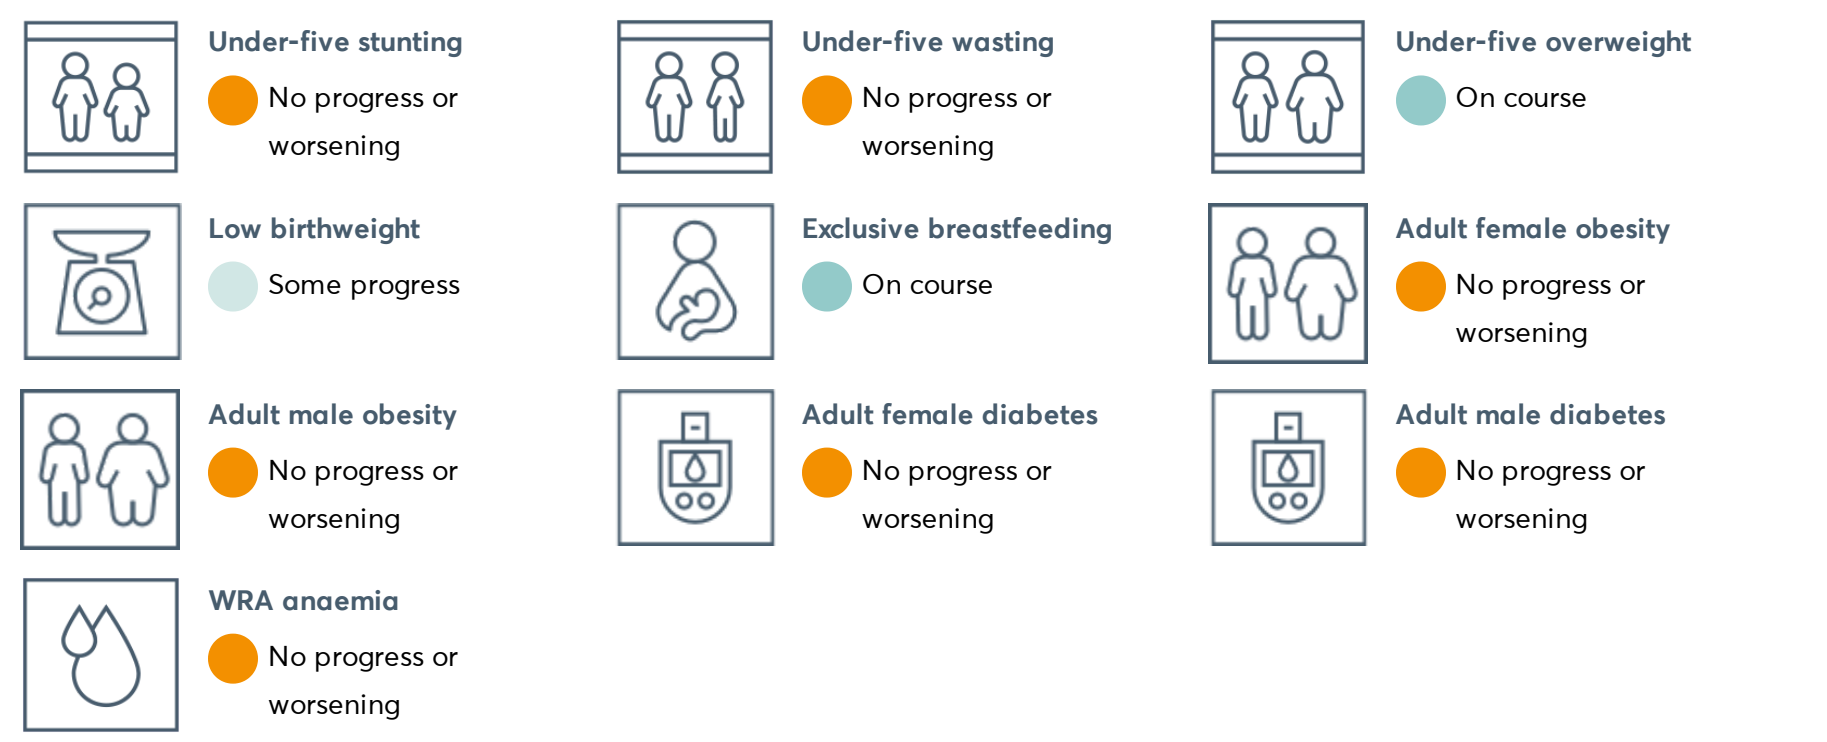 Under-five stunting
No progress or
worsening
Under-five wasting
No progress or
worsening
Under-five overweight
On course
Low birthweight
Some progress
Exclusive breastfeeding
On course
Adult female obesity
No progress or
worsening
Adult male obesity
No progress or
worsening
Adult female diabetes
No progress or
worsening
Adult male diabetes
No progress or
worsening
WRA anaemia
No progress or
worsening